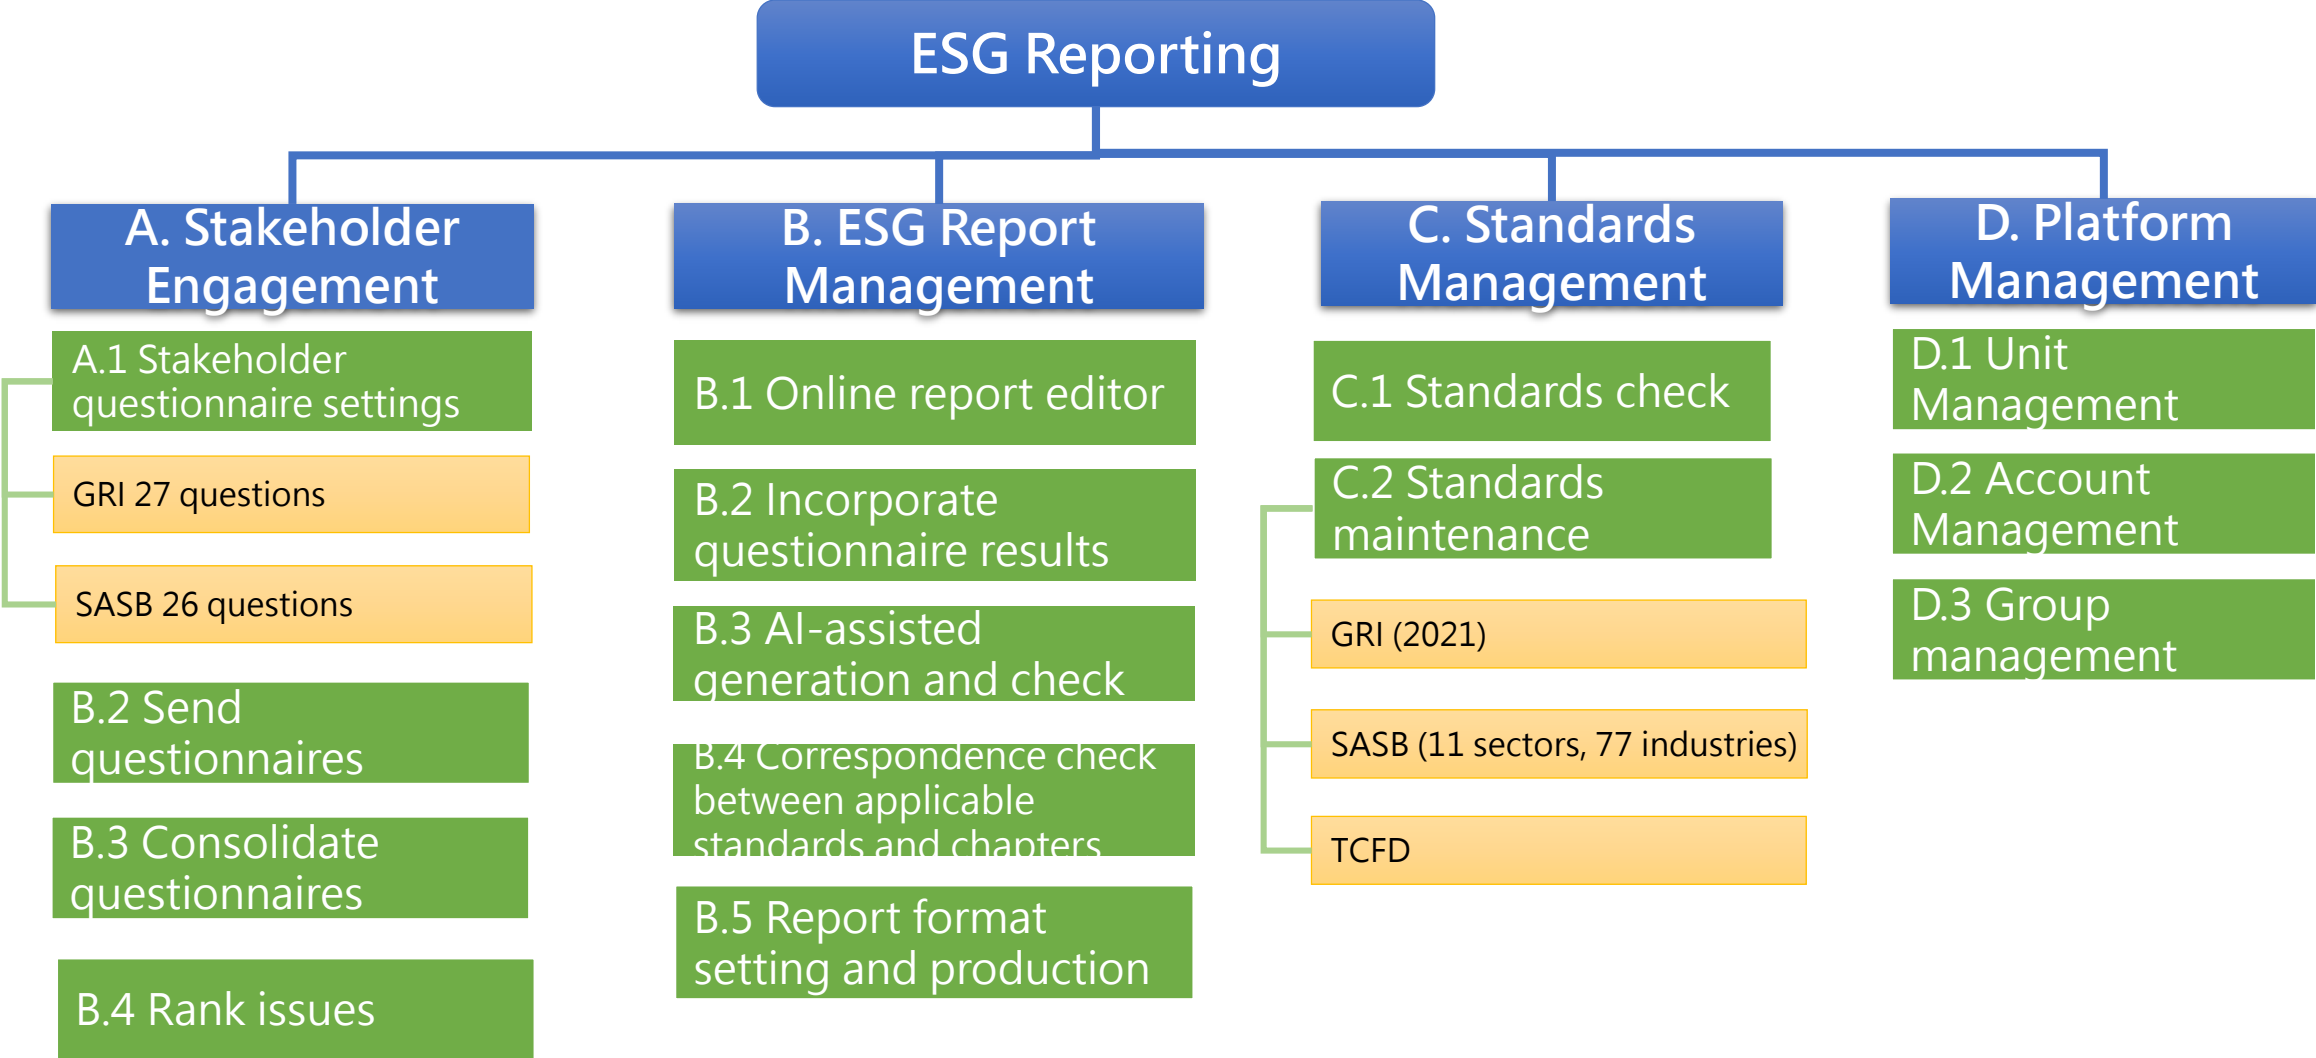 ESG Reporting
A. Stakeholder
Engagement
A.1 Stakeholder
questionnaire settings
GRI 27 questions
SASB 26 questions
B.2 Send
questionnaires
B.3 Consolidate
questionnaires
B.4 Rank issues
B. ESG Report
Management
B.1 Online report editor
B.2 Incorporate
questionnaire results
B.3 AI-assisted
generation and check
B.4 Correspondence check
between applicable
standards and chapters
B.5 Report format
setting and production
C. Standards
Management
C.1 Standards check
C.2 Standards
maintenance
GRI (2021)
SASB (11 sectors, 77 industries)
TCFD
D. Platform
Management
D.1 Unit
Management
D.2 Account
Management
D.3 Group
management